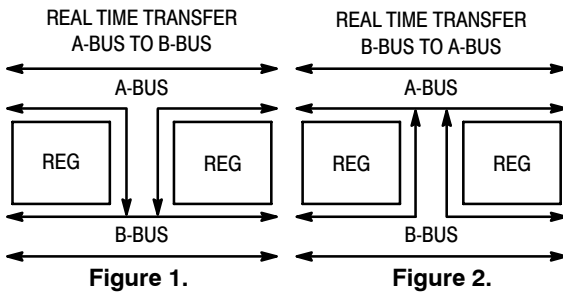 REAL TIME TRANSFER
A-BUS TO B-BUS
A-BUS
REG
REG
B-BUS
Figure 1.
REAL TIME TRANSFER
B-BUS TO A-BUS
A-BUS
REG
REG
B-BUS
Figure 2.